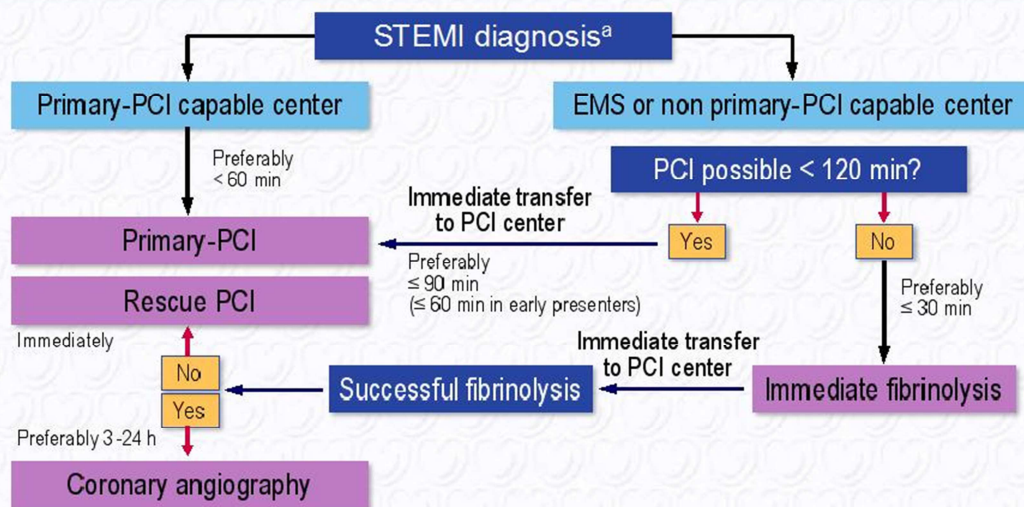 STEMI diagnosisᵃ
Primary-PCI capable center
EMS or non primary-PCI capable center
Preferably
< 60 min
PCI possible < 120 min?
Immediate transfer
to PCI center
Yes
No
Primary-PCI
Preferably
≤ 90 min
(≤ 60 min in early presenters)
Preferably
≤ 30 min
Rescue PCI
Immediately
Immediate transfer
to PCI center
No
Yes
Successful fibrinolysis
Immediate fibrinolysis
Preferably 3-24 h
Coronary angiography